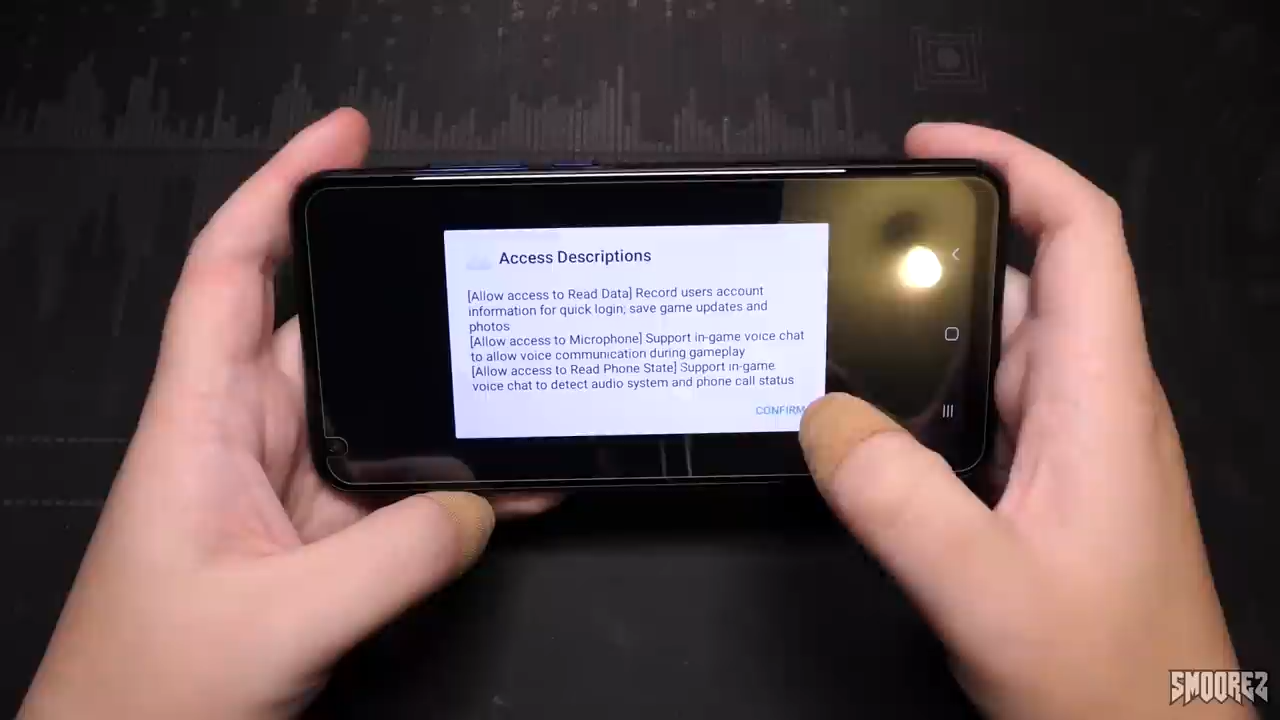 Access Descriptions
[Allow access to Read Data] Record users account
information for quick login; save game updates and
photos
[Allow access to Microphone] Support in-game voice chat
to allow voice communication during gameplay
[Allow access to Read Phone State] Support in-game
voice chat to detect audio system and phone call status
CONFIRM
SMOOREZ